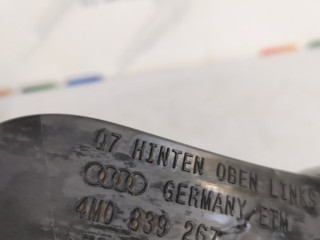 07 HINTEN OBEN LINKS
GERMANY/ETM
4M0 839 267